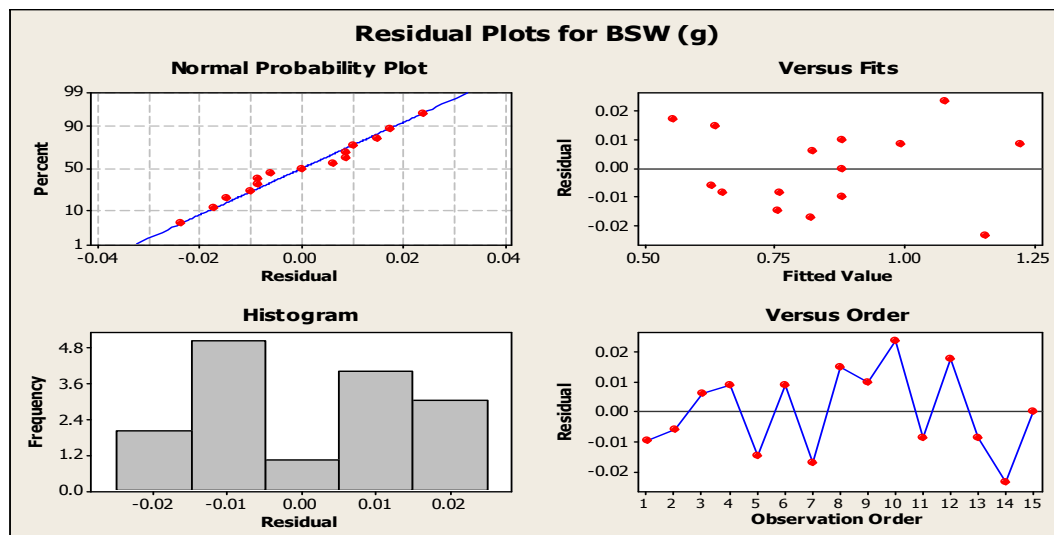 Residual Plots for BSW (g)
Normal Probability Plot
99
90
50
10
1
Percent
-0.04 -0.02 0.00 0.02 0.04
Residual
Versus Fits
0.02
0.01
0.00
-0.01
-0.02
Residual
0.50 0.75 1.00 1.25
Fitted Value
Histogram
4.8
3.6
2.4
1.2
0.0
Frequency
-0.02 -0.01 0.00 0.01 0.02
Residual
Versus Order
0.02
0.01
0.00
-0.01
-0.02
Residual
1 2 3 4 5 6 7 8 9 10 11 12 13 14 15
Observation Order